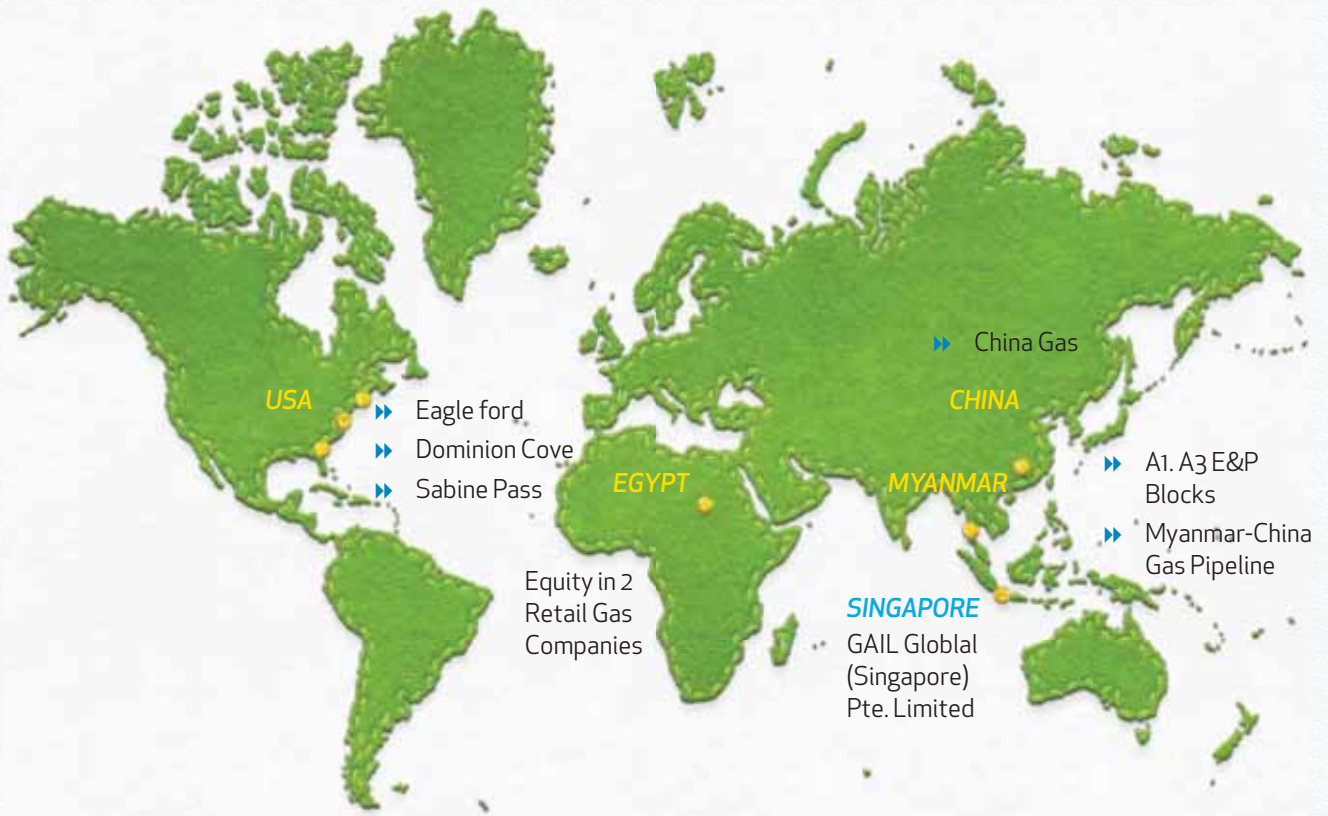 USA
Eagle ford
Dominion Cove
Sabine Pass
EGYPT
Equity in 2
Retail Gas
Companies
China Gas
CHINA
MYANMAR
A1. A3 E&P
Blocks
Myanmar-China
Gas Pipeline
SINGAPORE
GAIL Globlal
(Singapore)
Pte. Limited